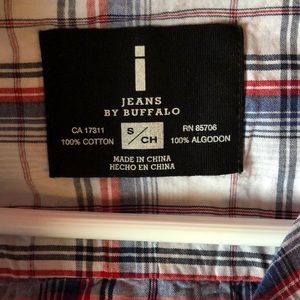 i
JEANS
BY BUFFALO
CA 17311
100% COTTON
S/CH
RN 85706
100% ALGODON
MADE IN CHINA
HECHO EN CHINA